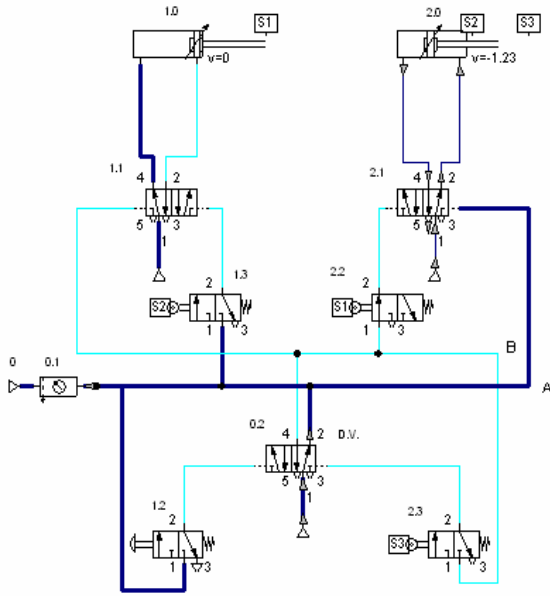 1.0 S1 2.0 S2 S3
v=0 v=-1.23
1.1 4 2 2.1 4 2
5 3 5 3
1 1
2 1.3 2.2 2
S2 S1
1 3 1 3
B
0 0.1 A
0.2 4 2 D.V.
5 3
1.2 1 2.3
2 2
S3
1 3 1 3